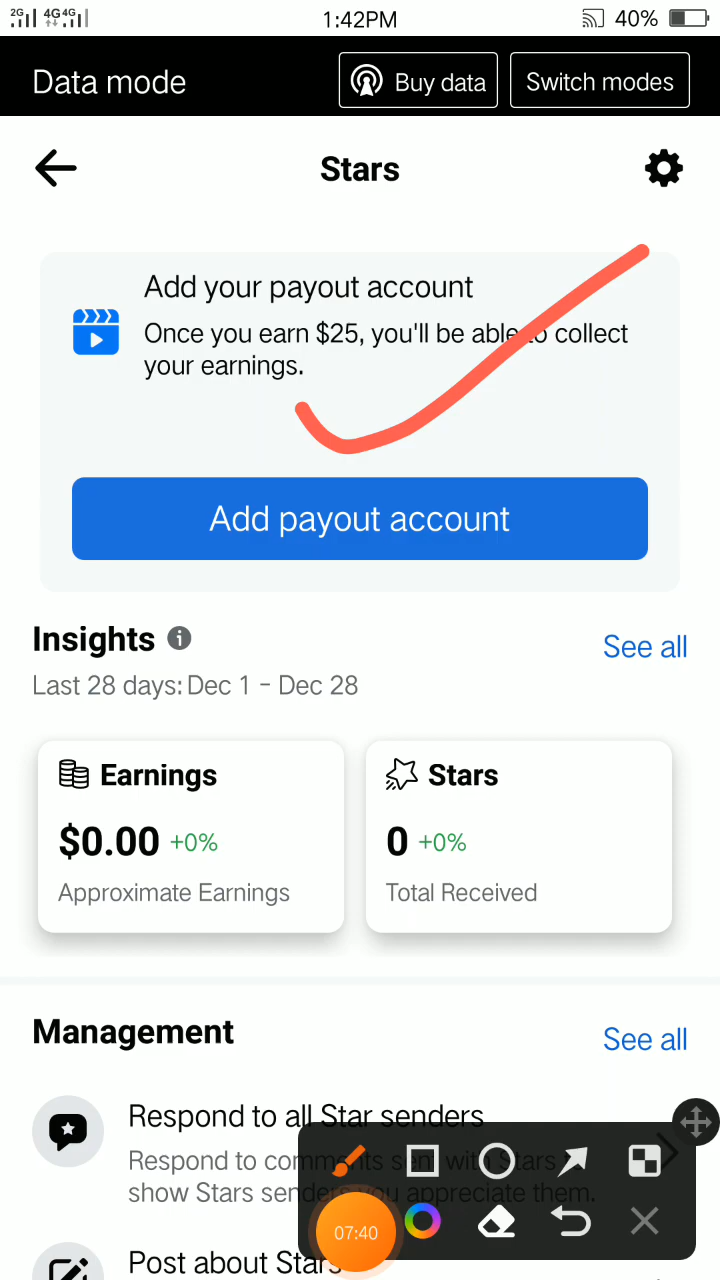 2G 4G 4G 1:42PM 40%
Data mode Buy data Switch modes
Stars
Add your payout account
Once you earn $25, you'll be able to collect
your earnings.
Add payout account
Insights
See all
Last 28 days: Dec 1 – Dec 28
Earnings
$0.00 +0%
Approximate Earnings
Stars
0 +0%
Total Received
Management
See all
Respond to all Star senders
Respond to comments sent with Stars to
show Stars senders you appreciate them.
07:40
Post about Stars